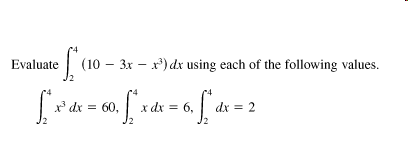 Evaluate ∫₂⁴ (10 − 3x − x³) dx using each of the following values.
∫₂⁴ x³ dx = 60, ∫₂⁴ x dx = 6, ∫₂⁴ dx = 2